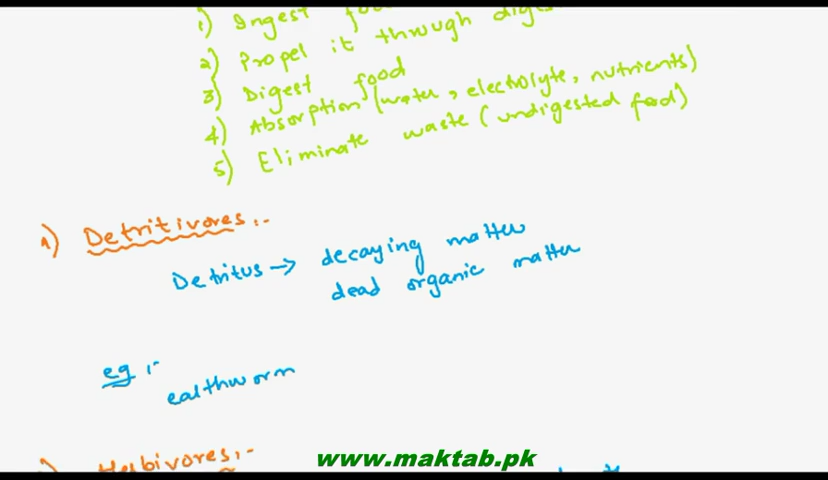 1) Ingest
2) Propel it through
3) Digest food
4) Absorption (water, electrolyte, nutrients)
5) Eliminate waste (undigested food)
1) Detritivores:-
Detritus → decaying matter
dead organic matter
eg:-
ealthworm
Herbivores:-
www.maktab.pk